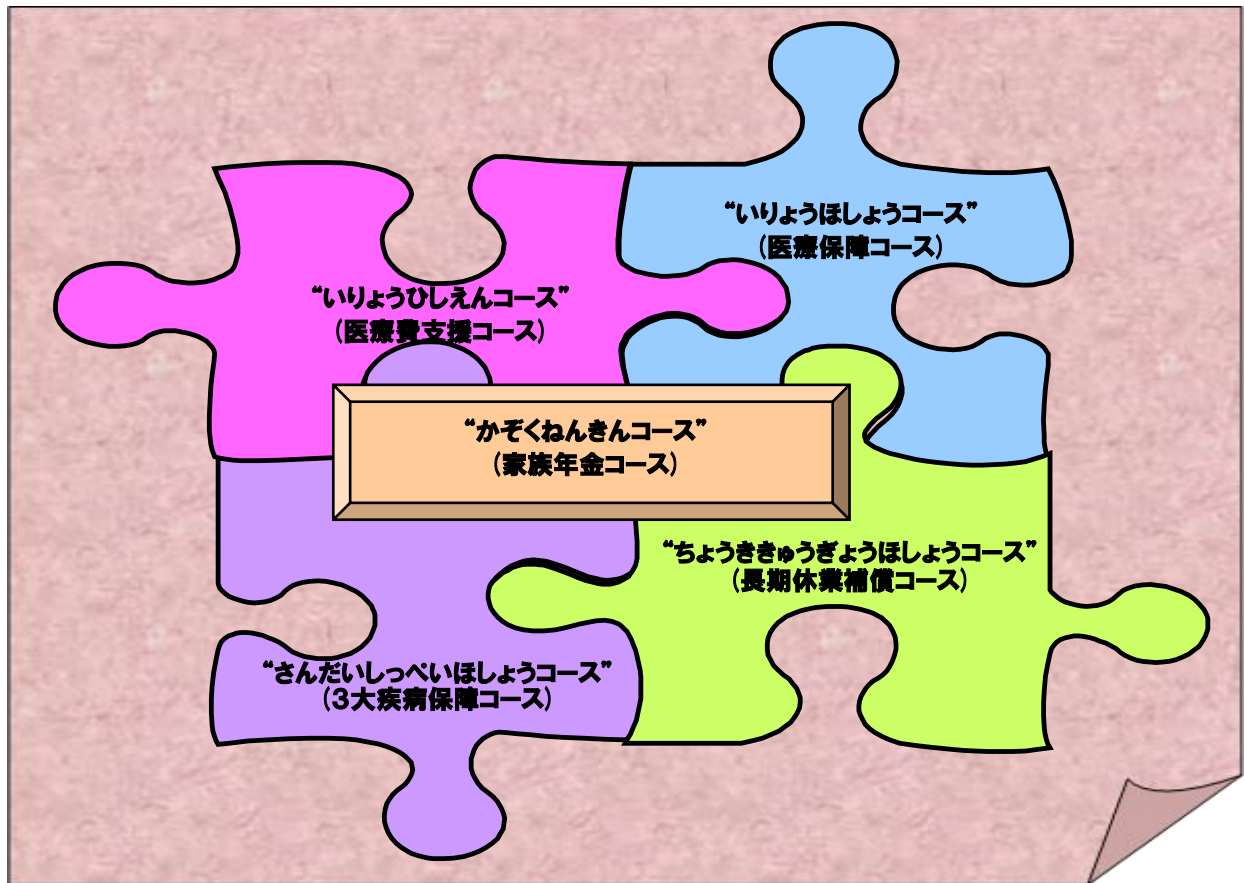 “いりょうほしょうコース”
(医療保障コース)
“いりょうひしえんコース”
(医療費支援コース)
“かぞくねんきんコース”
(家族年金コース)
“ちょうききゅうぎょうほしょうコース”
(長期休業補償コース)
“さんだいしっぺいほしょうコース”
(３大疾病保障コース)